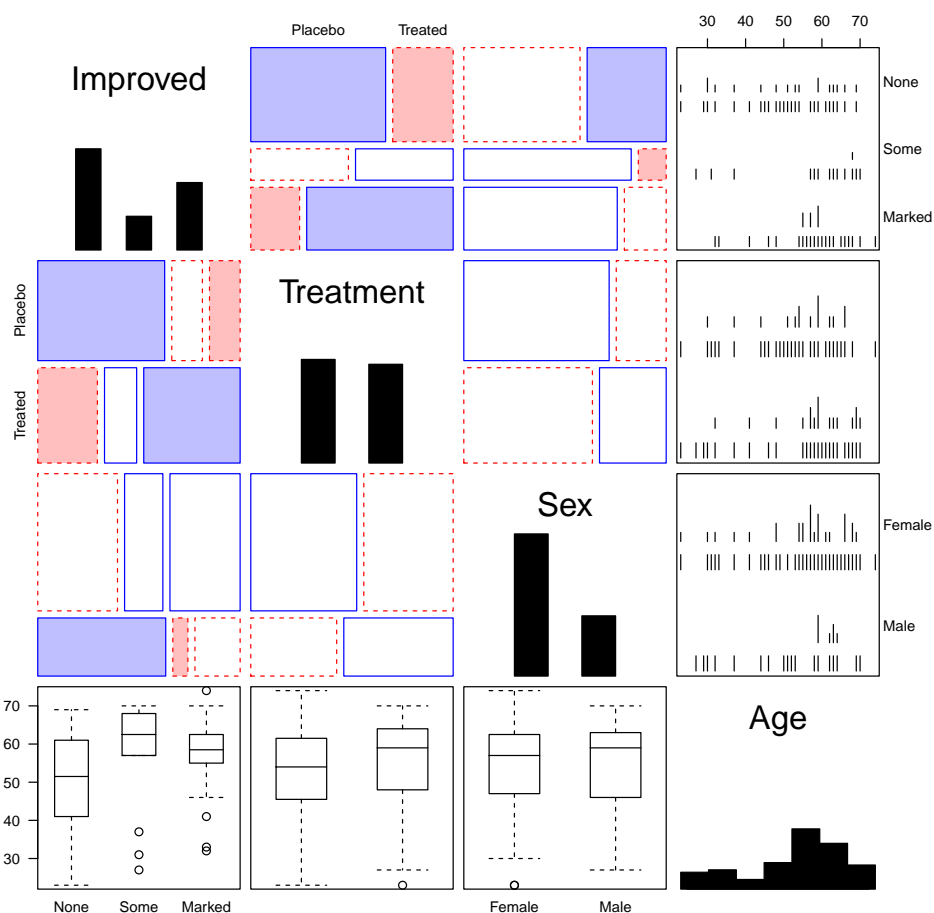 30 40 50 60 70
Placebo Treated
Improved
None
Some
Marked
Treatment
Placebo
Treated
Sex
Female
Male
Age
70
60
50
40
30
None Some Marked
Female Male